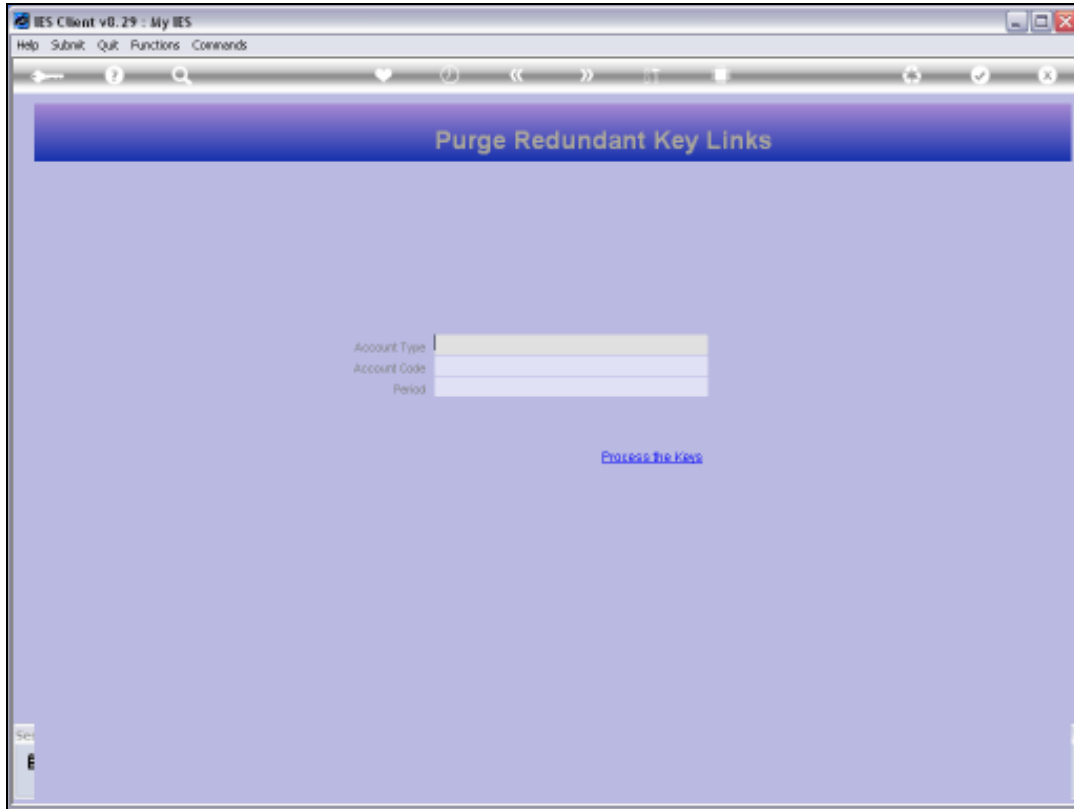 IES Client v8.29 : My IES
Help Submit Quit Functions Commands
Purge Redundant Key Links
Account Type
Account Code
Period
Process the Keys